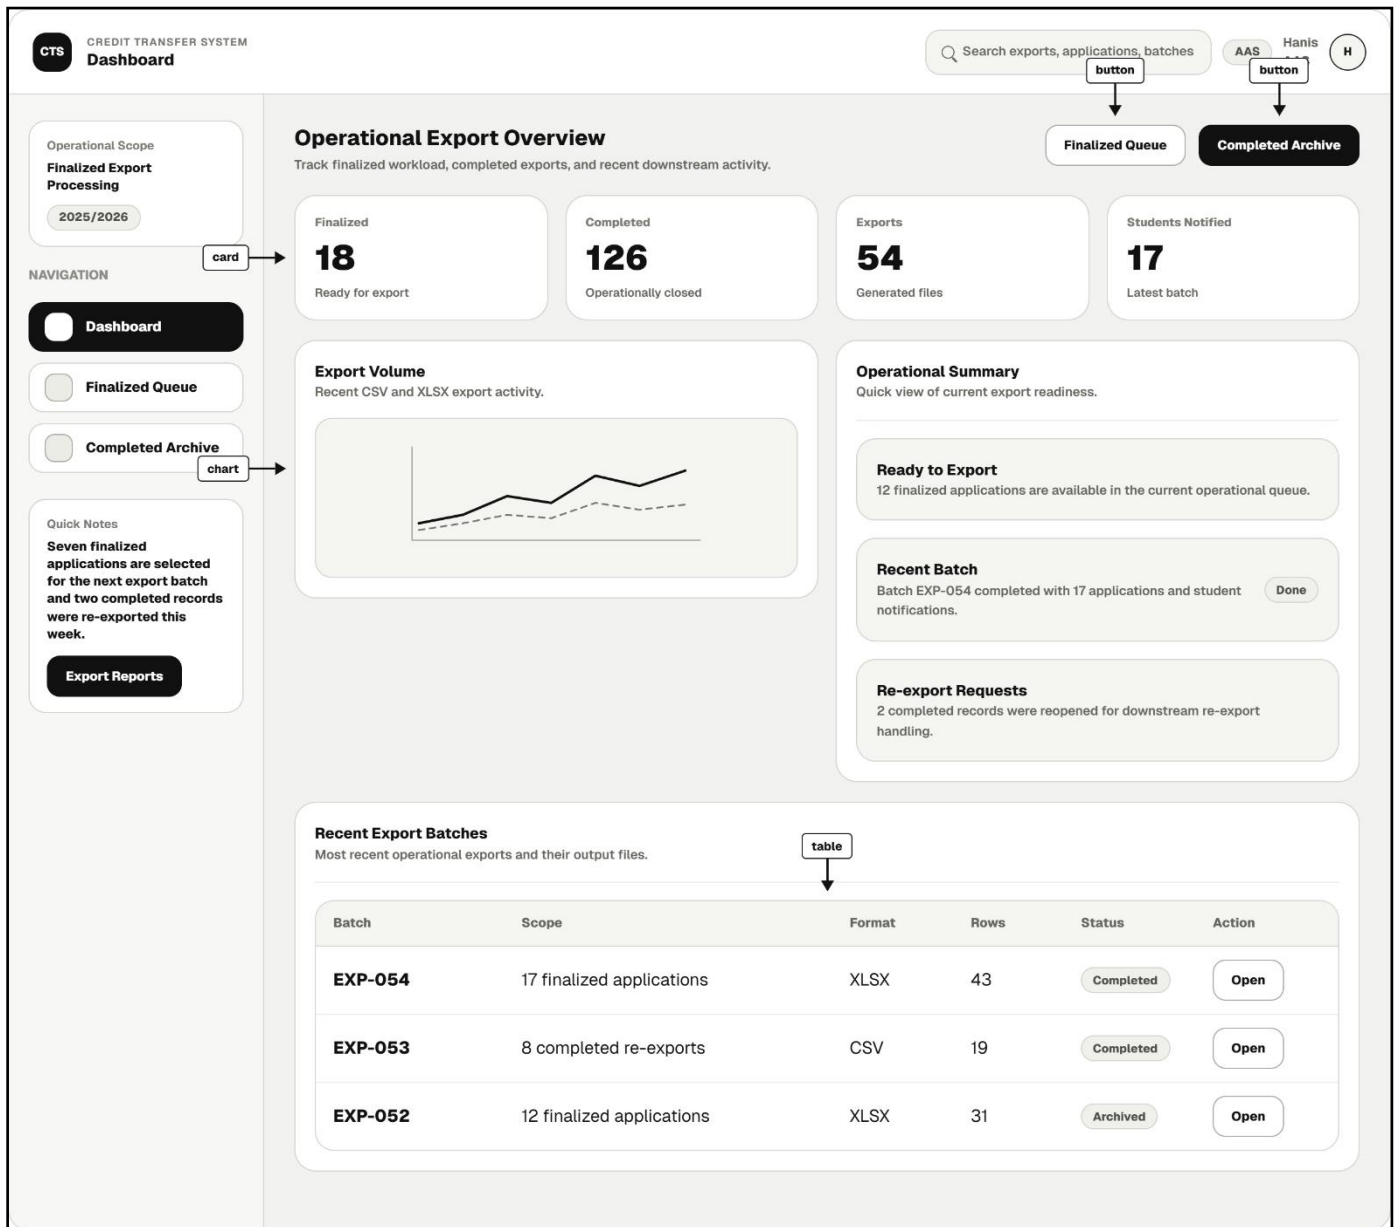 CTS
CREDIT TRANSFER SYSTEM
Dashboard
Search exports, applications, batches
AAS
Hanis
H
button
button
Operational Scope
Finalized Export
Processing
2025/2026
card
NAVIGATION
Dashboard
Finalized Queue
Completed Archive
chart
Quick Notes
Seven finalized
applications are selected
for the next export batch
and two completed records
were re-exported this
week.
Export Reports
Operational Export Overview
Track finalized workload, completed exports, and recent downstream activity.
Finalized Queue
Completed Archive
Finalized
18
Ready for export
Completed
126
Operationally closed
Exports
54
Generated files
Students Notified
17
Latest batch
Export Volume
Recent CSV and XLSX export activity.
Operational Summary
Quick view of current export readiness.
Ready to Export
12 finalized applications are available in the current operational queue.
Recent Batch
Batch EXP-054 completed with 17 applications and student
notifications.
Done
Re-export Requests
2 completed records were reopened for downstream re-export
handling.
Recent Export Batches
Most recent operational exports and their output files.
table
Batch Scope Format Rows Status Action
EXP-054 17 finalized applications XLSX 43 Completed Open
EXP-053 8 completed re-exports CSV 19 Completed Open
EXP-052 12 finalized applications XLSX 31 Archived Open